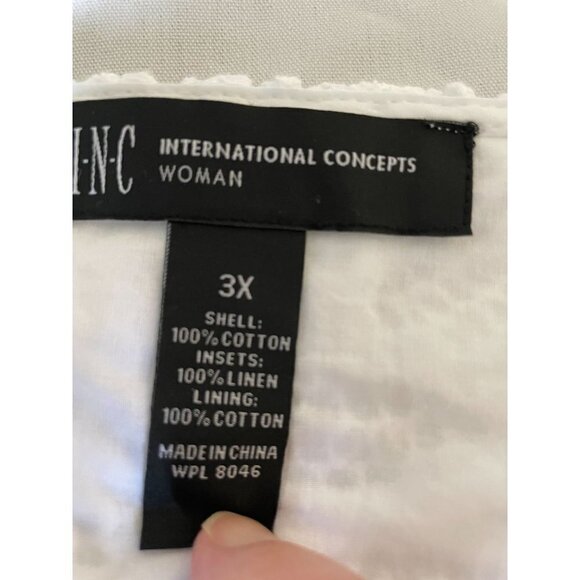 I·N·C INTERNATIONAL CONCEPTS
WOMAN
3X
SHELL:
100% COTTON
INSETS:
100% LINEN
LINING:
100% COTTON
MADE IN CHINA
WPL 8046